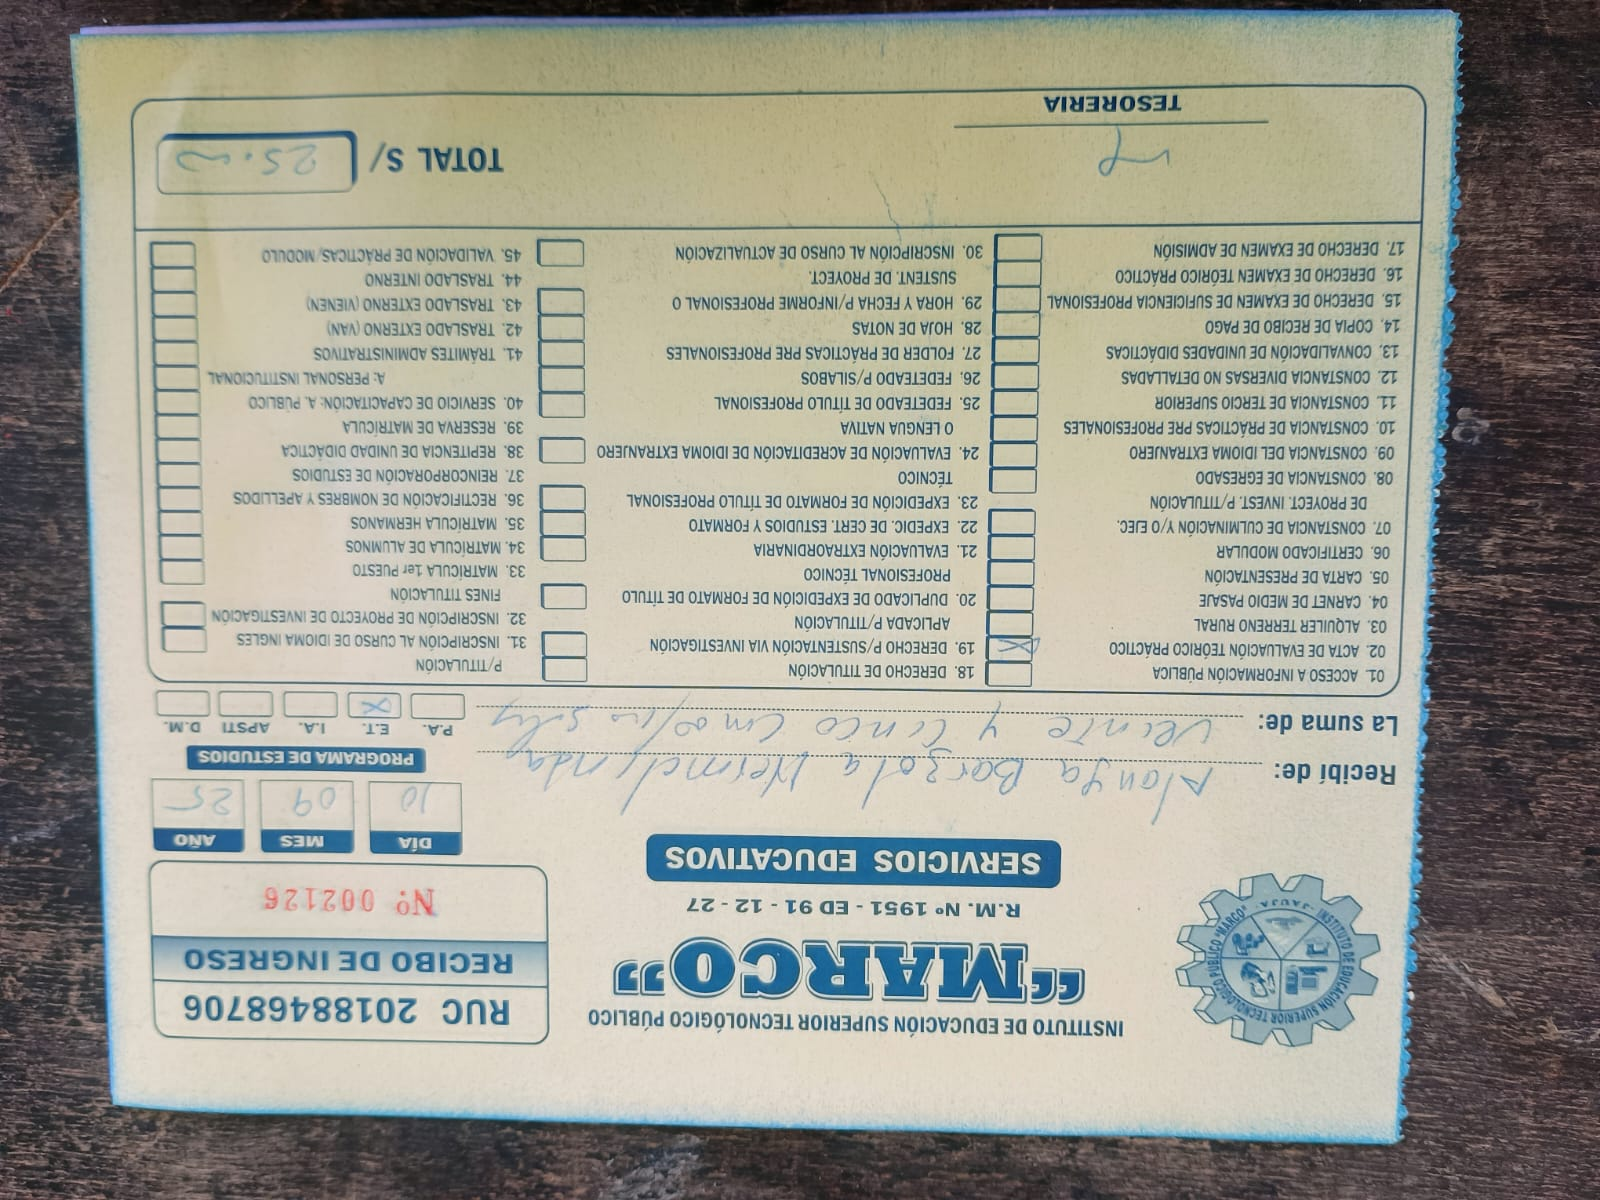 INSTITUTO DE EDUCACIÓN SUPERIOR TECNOLÓGICO PÚBLICO
"MARCO"
R.M. Nº 1951 - ED 91 - 12 - 27
SERVICIOS EDUCATIVOS
INSTITUTO DE EDUCACIÓN SUPERIOR TECNOLÓGICO PÚBLICO "MARCO" - JAUJA -
RUC 20188468706
RECIBO DE INGRESO
Nº 002126
DÍA MES AÑO
10 09 25
Recibí de: Alanya Barzola Hermelinda
La suma de: Veinte y Cinco
PROGRAMA DE ESTUDIOS
P.A. E.T. I.A. APSTI D.M.
X
01. ACCESO A INFORMACIÓN PÚBLICA
02. ACTA DE EVALUACIÓN TEÓRICO PRÁCTICO
03. ALQUILER TERRENO RURAL
04. CARNET DE MEDIO PASAJE
05. CARTA DE PRESENTACIÓN
06. CERTIFICADO MODULAR
07. CONSTANCIA DE CULMINACIÓN Y/O EJEC.
DE PROYECT. INVEST. P/TITULACIÓN
08. CONSTANCIA DE EGRESADO
09. CONSTANCIA DEL IDIOMA EXTRANJERO
10. CONSTANCIA DE PRÁCTICAS PRE PROFESIONALES
11. CONSTANCIA DE TERCIO SUPERIOR
12. CONSTANCIA DIVERSAS NO DETALLADAS
13. CONVALIDACIÓN DE UNIDADES DIDÁCTICAS
14. COPIA DE RECIBO DE PAGO
15. DERECHO DE EXAMEN DE SUFICIENCIA PROFESIONAL
16. DERECHO DE EXAMEN TEÓRICO PRÁCTICO
17. DERECHO DE EXAMEN DE ADMISIÓN
18. DERECHO DE TITULACIÓN
X 19. DERECHO P/SUSTENTACIÓN VIA INVESTIGACIÓN
APLICADA P/TITULACIÓN
20. DUPLICADO DE EXPEDICIÓN DE FORMATO DE TÍTULO
PROFESIONAL TÉCNICO
21. EVALUACIÓN EXTRAORDINARIA
22. EXPEDIC. DE CERT. ESTUDIOS Y FORMATO
23. EXPEDICIÓN DE FORMATO DE TÍTULO PROFESIONAL
TÉCNICO
24. EVALUACIÓN DE ACREDITACIÓN DE IDIOMA EXTRANJERO
O LENGUA NATIVA
25. FEDETEADO DE TÍTULO PROFESIONAL
26. FEDETEADO P/SILABOS
27. FOLDER DE PRÁCTICAS PRE PROFESIONALES
28. HOJA DE NOTAS
29. HORA Y FECHA P/INFORME PROFESIONAL O
SUSTENT. DE PROYECT.
30. INSCRIPCIÓN AL CURSO DE ACTUALIZACIÓN
P/TITULACIÓN
31. INSCRIPCIÓN AL CURSO DE IDIOMA INGLES
32. INSCRIPCIÓN DE PROYECTO DE INVESTIGACIÓN
FINES TITULACIÓN
33. MATRÍCULA 1er PUESTO
34. MATRÍCULA DE ALUMNOS
35. MATRÍCULA HERMANOS
36. RECTIFICACIÓN DE NOMBRES Y APELLIDOS
37. REINCORPORACIÓN DE ESTUDIOS
38. REPITENCIA DE UNIDAD DIDÁCTICA
39. RESERVA DE MATRÍCULA
40. SERVICIO DE CAPACITACIÓN: A. PÚBLICO
A: PERSONAL INSTITUCIONAL
41. TRÁMITES ADMINISTRATIVOS
42. TRASLADO EXTERNO (VAN)
43. TRASLADO EXTERNO (VIENEN)
44. TRASLADO INTERNO
45. VALIDACIÓN DE PRÁCTICAS/MODULO
TESORERIA
TOTAL S/ 25.00